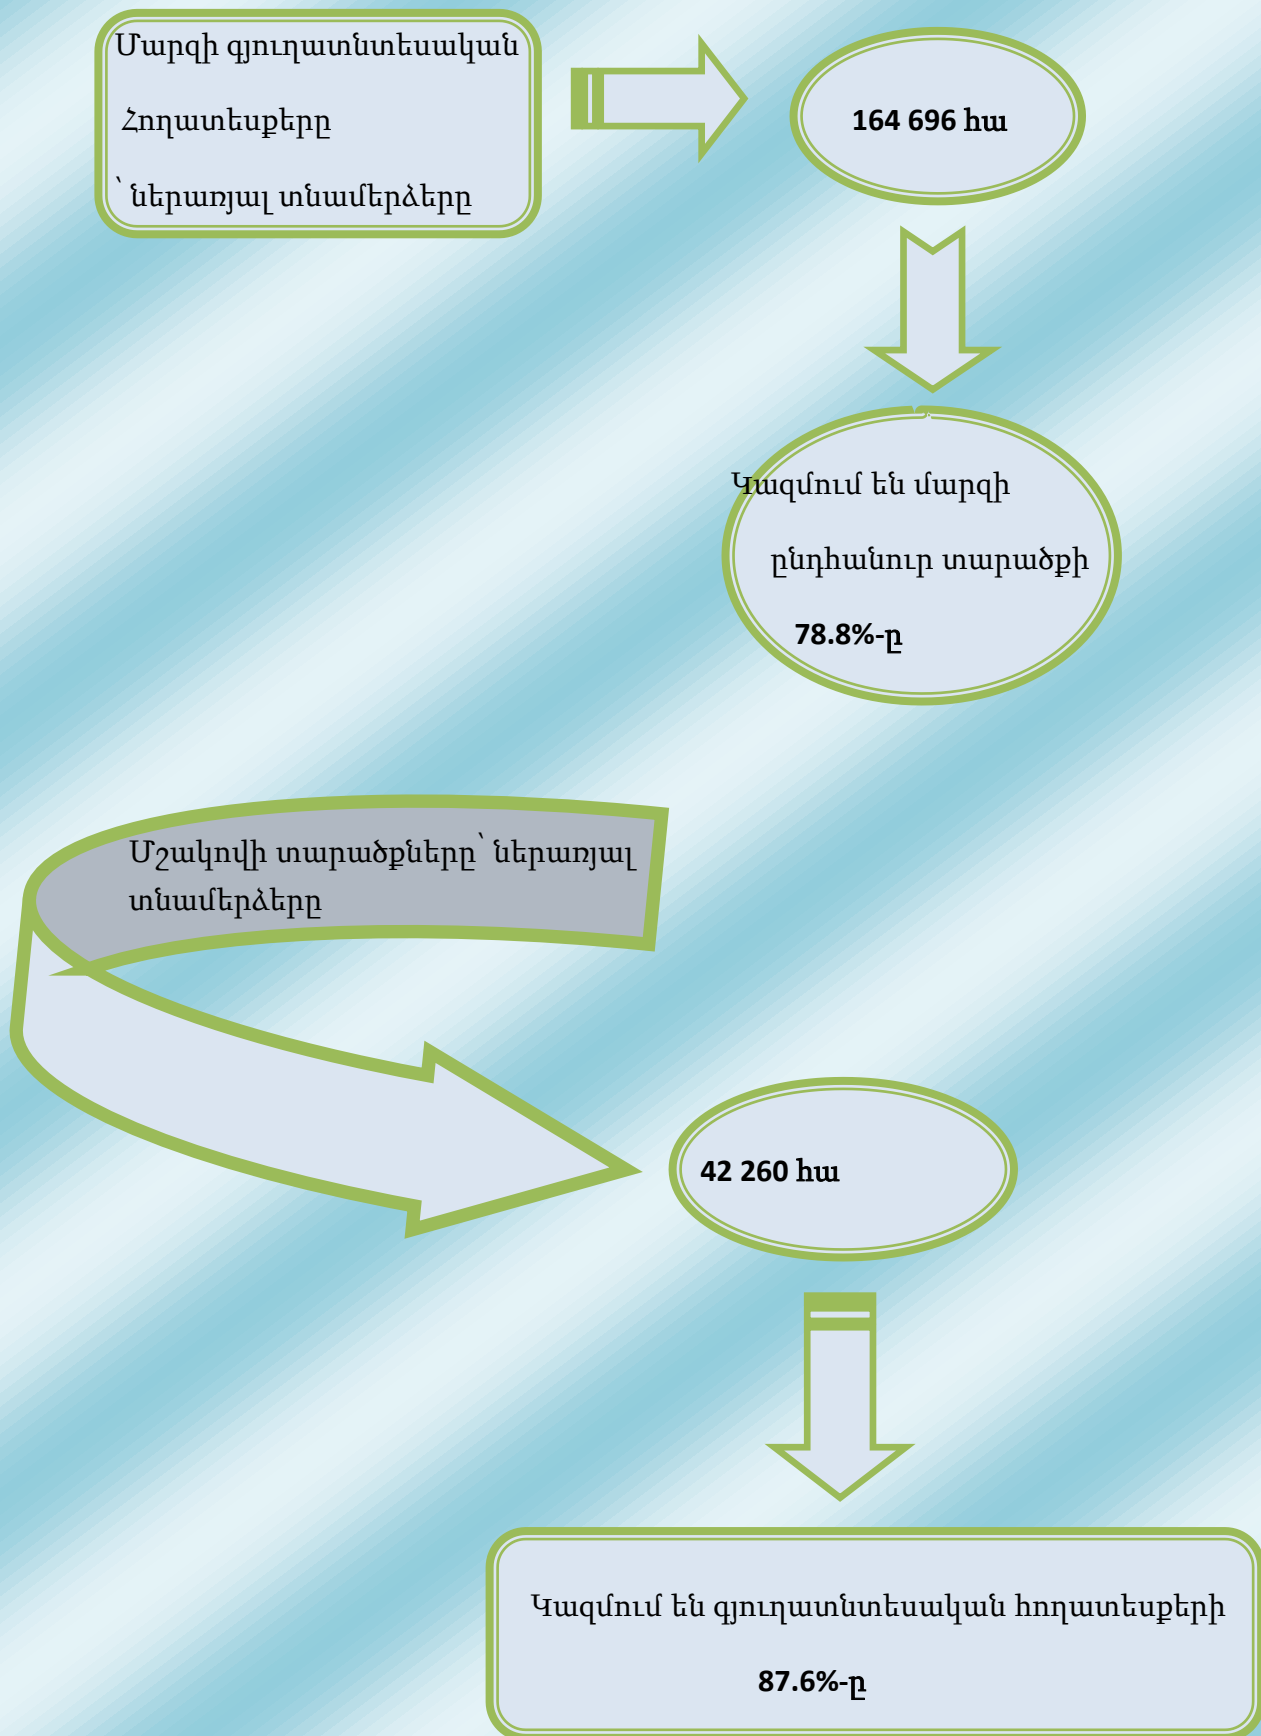 Մարզի գյուղատնտեսական
Հողատեսքերը
՝ ներառյալ տնամերձերը
164 696 հա
Կազմում են մարզի
ընդհանուր տարածքի
78.8%-ը
Մշակովի տարածքները՝ ներառյալ
տնամերձերը
42 260 հա
Կազմում են գյուղատնտեսական հողատեսքերի
87.6%-ը